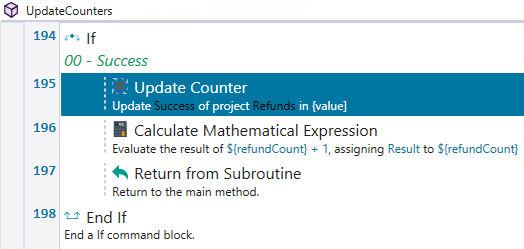 UpdateCounters
194 If
00 - Success
195 Update Counter
Update Success of project Refunds in {value]
196 Calculate Mathematical Expression
Evaluate the result of ${refundCount} + 1, assigning Result to ${refundCount}
197 Return from Subroutine
Return to the main method.
198 End If
End a If command block.